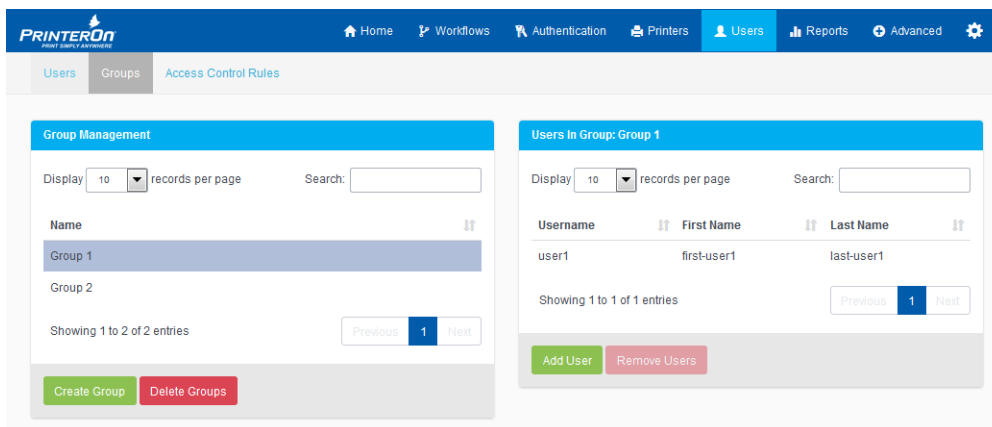 PRINTERON
PRINT SIMPLY ANYWHERE
Home Workflows Authentication Printers Users Reports Advanced
Users Groups Access Control Rules
Group Management
Display 10 records per page Search:
Name
Group 1
Group 2
Showing 1 to 2 of 2 entries Previous 1 Next
Create Group Delete Groups
Users In Group: Group 1
Display 10 records per page Search:
Username First Name Last Name
user1 first-user1 last-user1
Showing 1 to 1 of 1 entries Previous 1 Next
Add User Remove Users